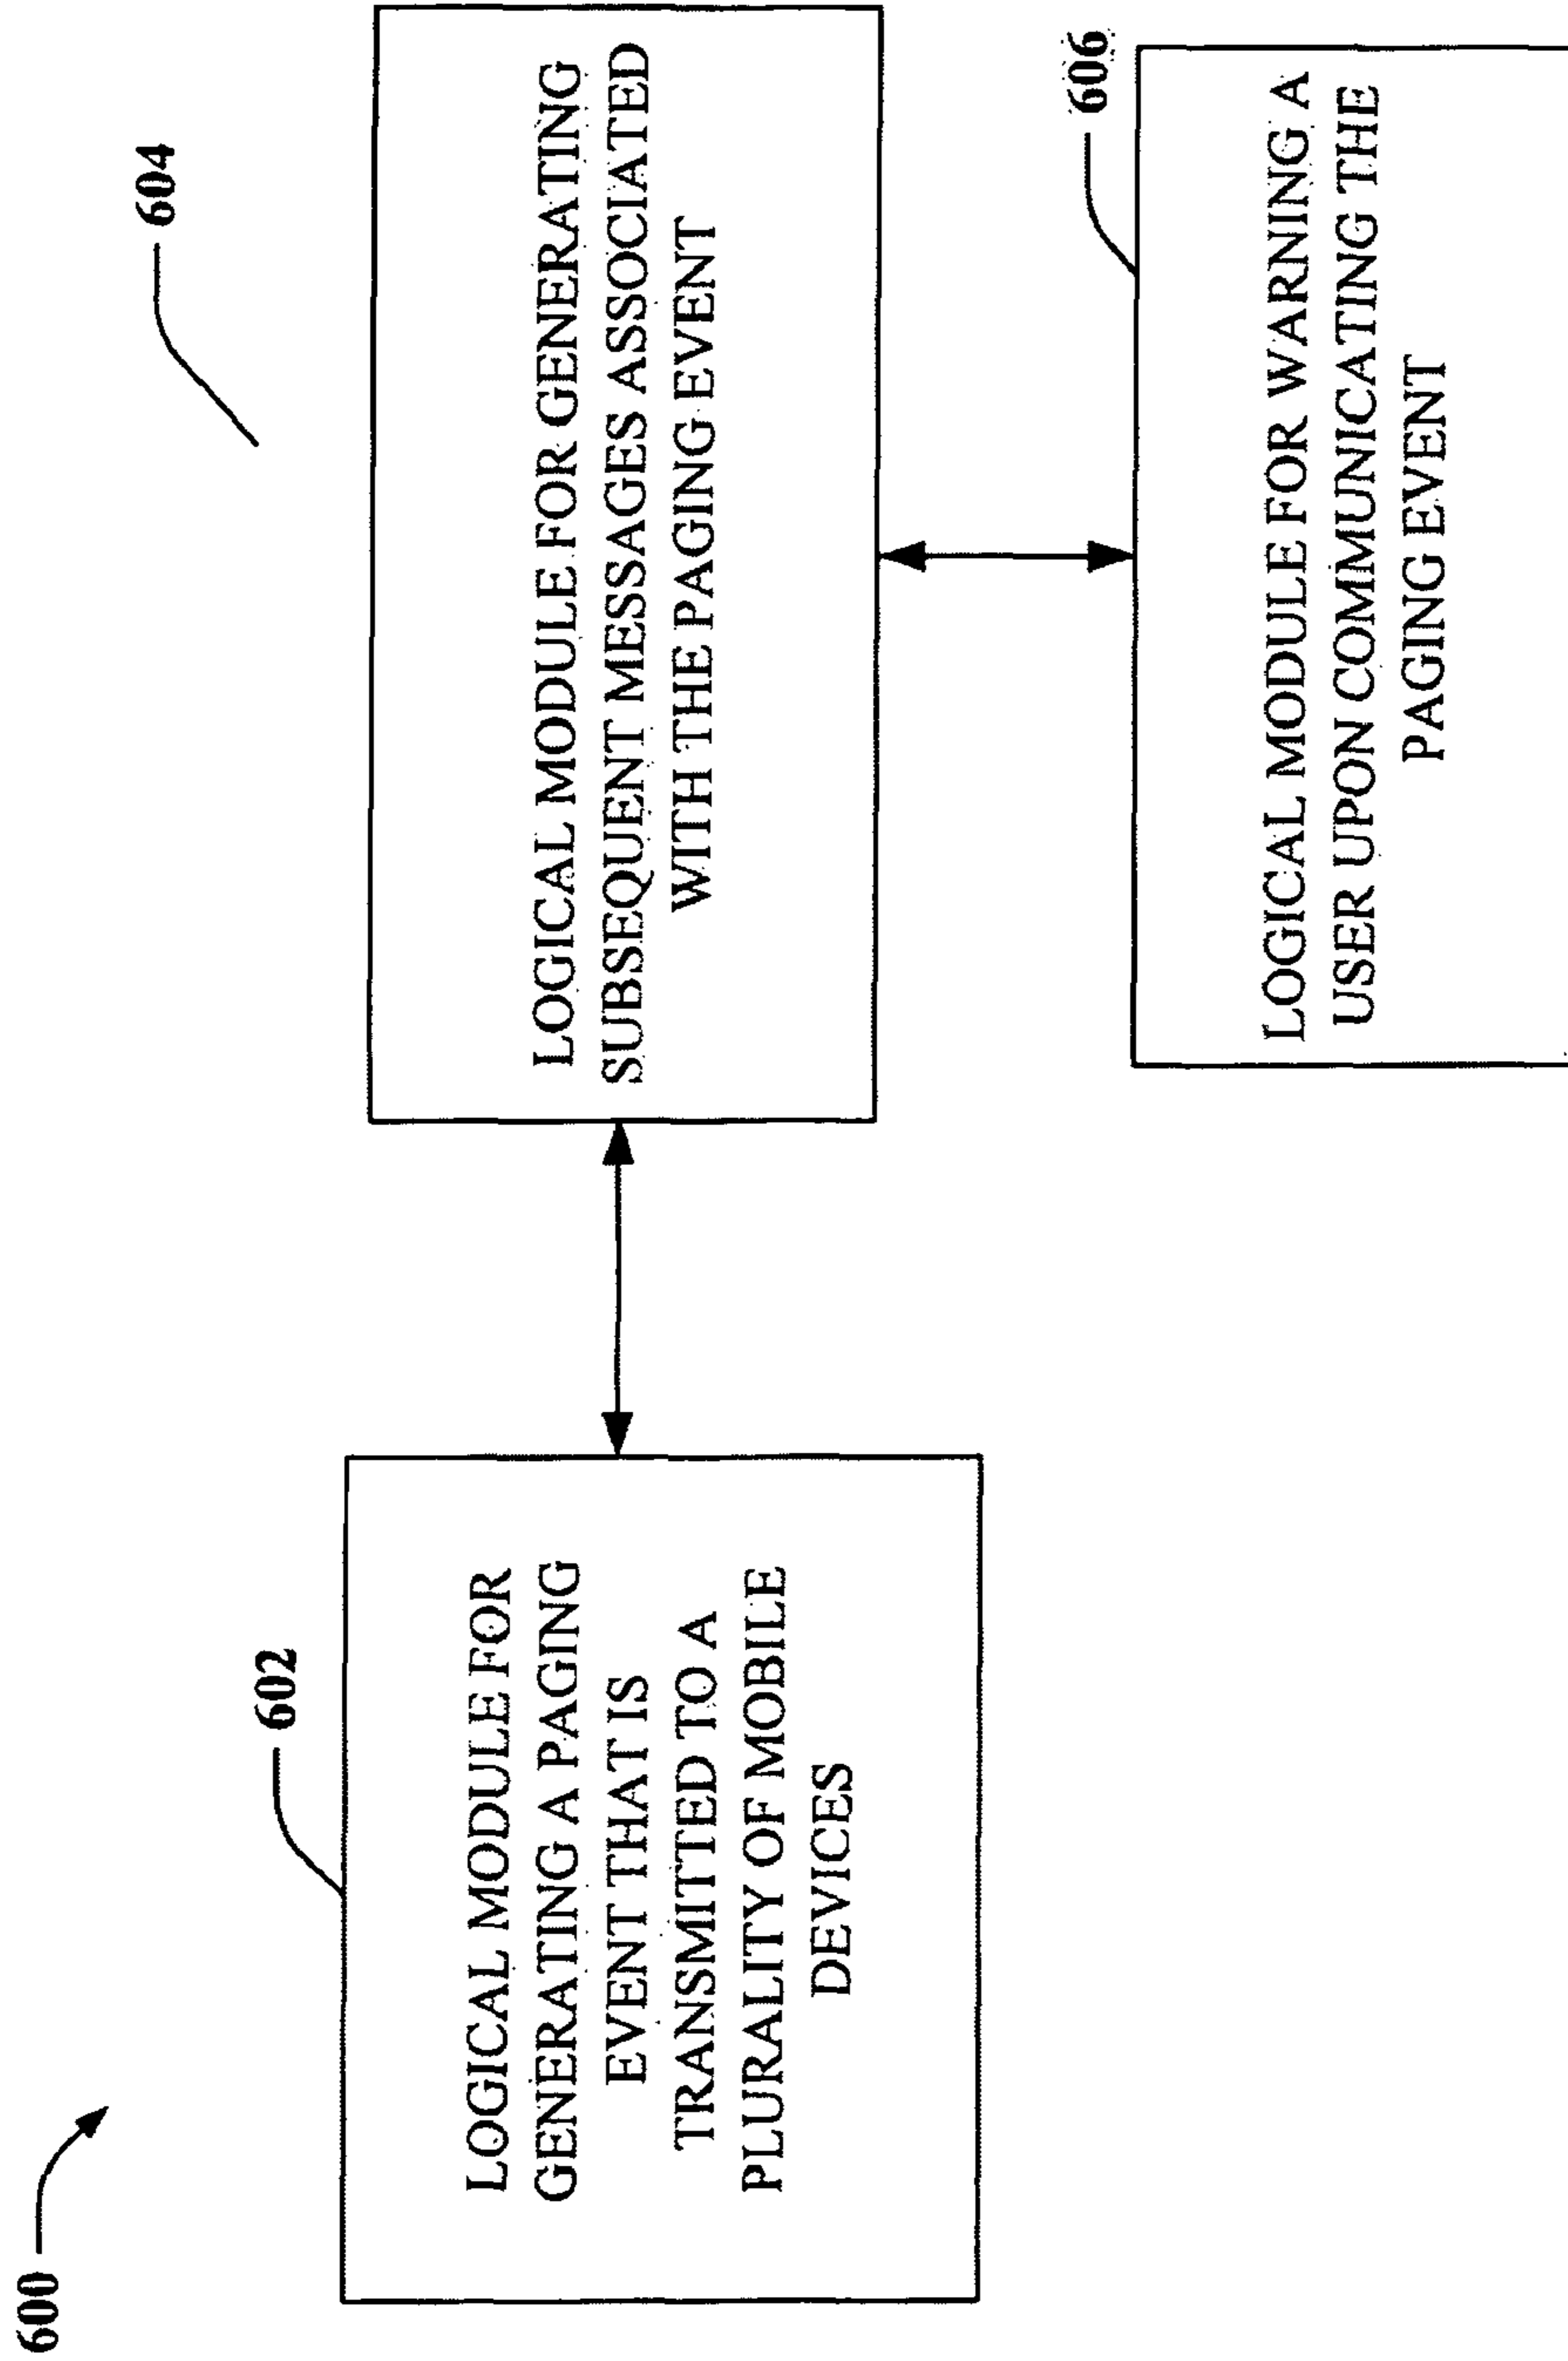 600
602
LOGICAL MODULE FOR
GENERATING A PAGING
EVENT THAT IS
TRANSMITTED TO A
PLURALITY OF MOBILE
DEVICES
604
LOGICAL MODULE FOR GENERATING
SUBSEQUENT MESSAGES ASSOCIATED
WITH THE PAGING EVENT
606
LOGICAL MODULE FOR WARNING A
USER UPON COMMUNICATING THE
PAGING EVENT